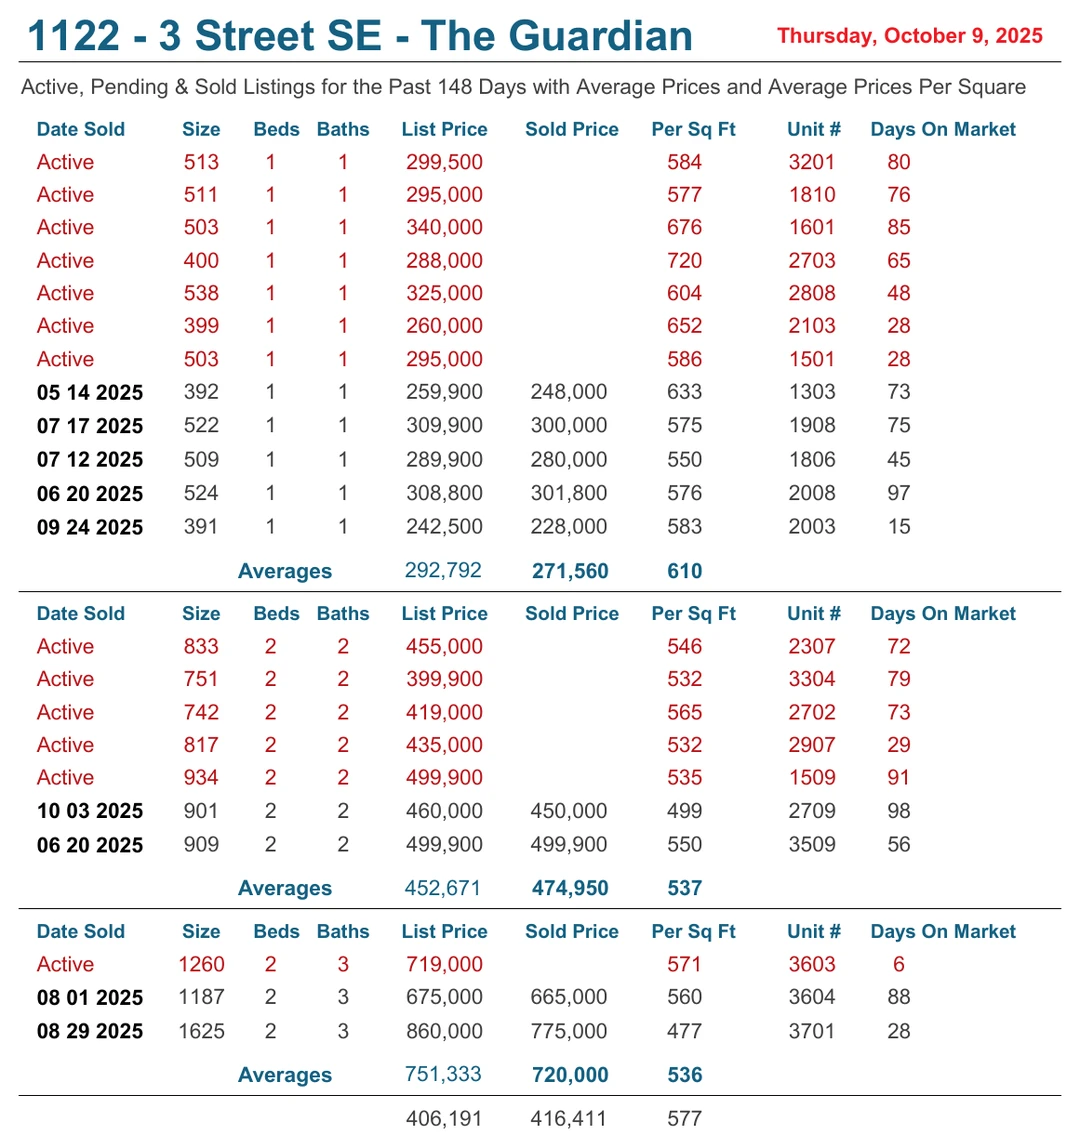 1122 - 3 Street SE - The Guardian
Thursday, October 9, 2025
Active, Pending & Sold Listings for the Past 148 Days with Average Prices and Average Prices Per Square
Date Sold Size Beds Baths List Price Sold Price Per Sq Ft Unit # Days On Market
Active 513 1 1 299,500 584 3201 80
Active 511 1 1 295,000 577 1810 76
Active 503 1 1 340,000 676 1601 85
Active 400 1 1 288,000 720 2703 65
Active 538 1 1 325,000 604 2808 48
Active 399 1 1 260,000 652 2103 28
Active 503 1 1 295,000 586 1501 28
05 14 2025 392 1 1 259,900 248,000 633 1303 73
07 17 2025 522 1 1 309,900 300,000 575 1908 75
07 12 2025 509 1 1 289,900 280,000 550 1806 45
06 20 2025 524 1 1 308,800 301,800 576 2008 97
09 24 2025 391 1 1 242,500 228,000 583 2003 15
Averages 292,792 271,560 610
Date Sold Size Beds Baths List Price Sold Price Per Sq Ft Unit # Days On Market
Active 833 2 2 455,000 546 2307 72
Active 751 2 2 399,900 532 3304 79
Active 742 2 2 419,000 565 2702 73
Active 817 2 2 435,000 532 2907 29
Active 934 2 2 499,900 535 1509 91
10 03 2025 901 2 2 460,000 450,000 499 2709 98
06 20 2025 909 2 2 499,900 499,900 550 3509 56
Averages 452,671 474,950 537
Date Sold Size Beds Baths List Price Sold Price Per Sq Ft Unit # Days On Market
Active 1260 2 3 719,000 571 3603 6
08 01 2025 1187 2 3 675,000 665,000 560 3604 88
08 29 2025 1625 2 3 860,000 775,000 477 3701 28
Averages 751,333 720,000 536
406,191 416,411 577